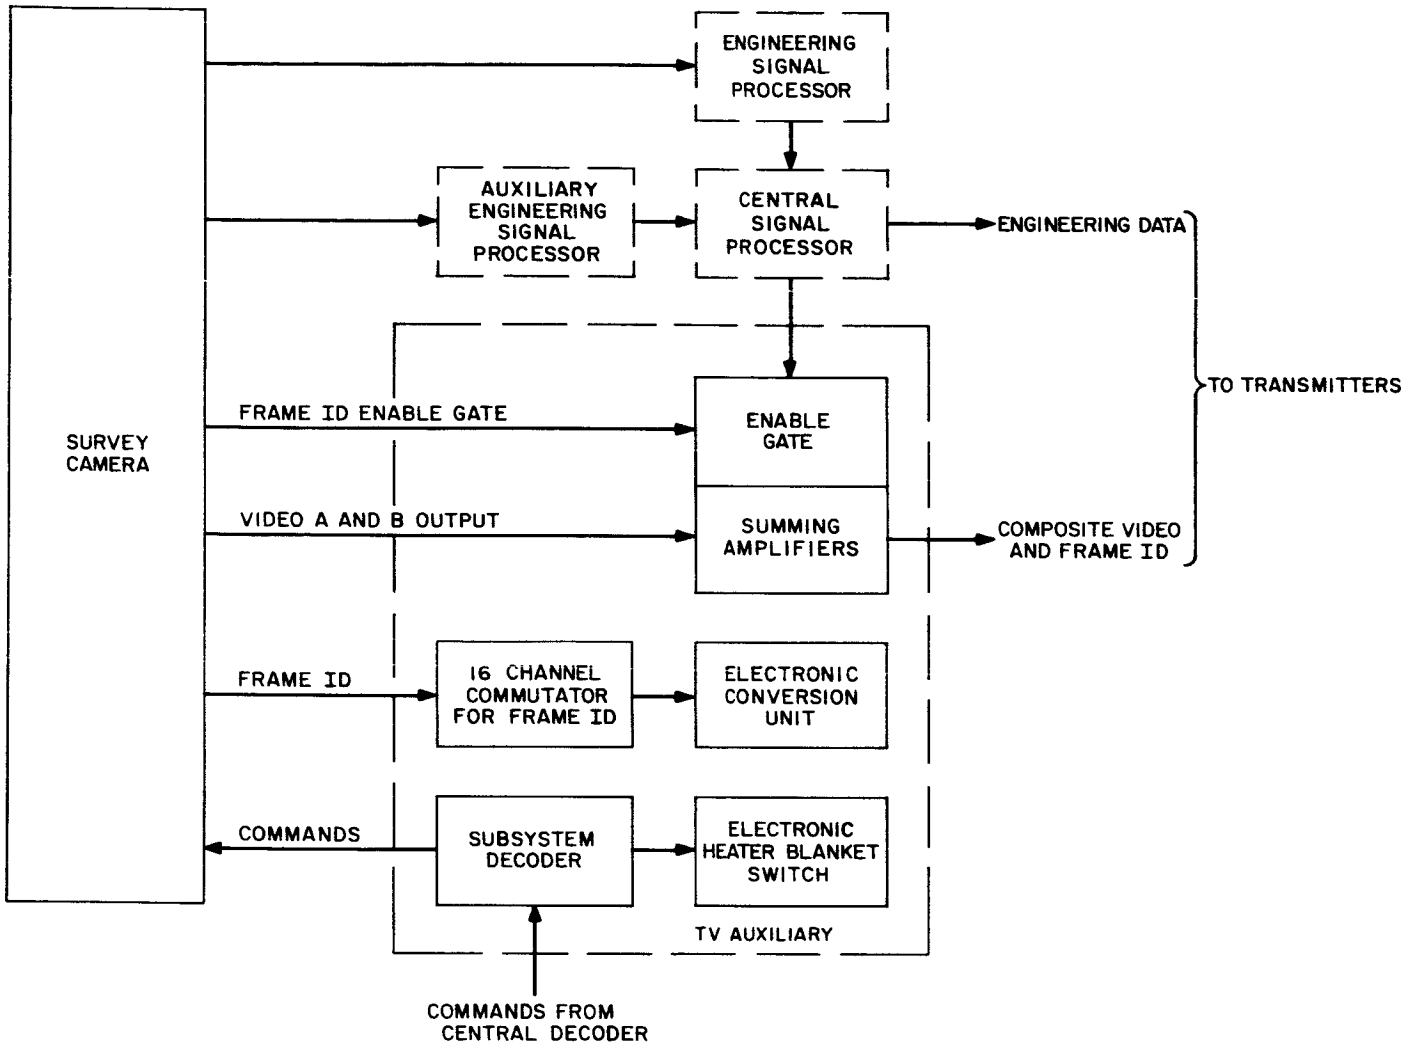 ENGINEERING
SIGNAL
PROCESSOR
AUXILIARY
ENGINEERING
SIGNAL
PROCESSOR
CENTRAL
SIGNAL
PROCESSOR
ENGINEERING DATA
TO TRANSMITTERS
FRAME ID ENABLE GATE
ENABLE
GATE
SURVEY
CAMERA
VIDEO A AND B OUTPUT
SUMMING
AMPLIFIERS
COMPOSITE VIDEO
AND FRAME ID
FRAME ID
16 CHANNEL
COMMUTATOR
FOR FRAME ID
ELECTRONIC
CONVERSION
UNIT
COMMANDS
SUBSYSTEM
DECODER
ELECTRONIC
HEATER BLANKET
SWITCH
TV AUXILIARY
COMMANDS FROM
CENTRAL DECODER